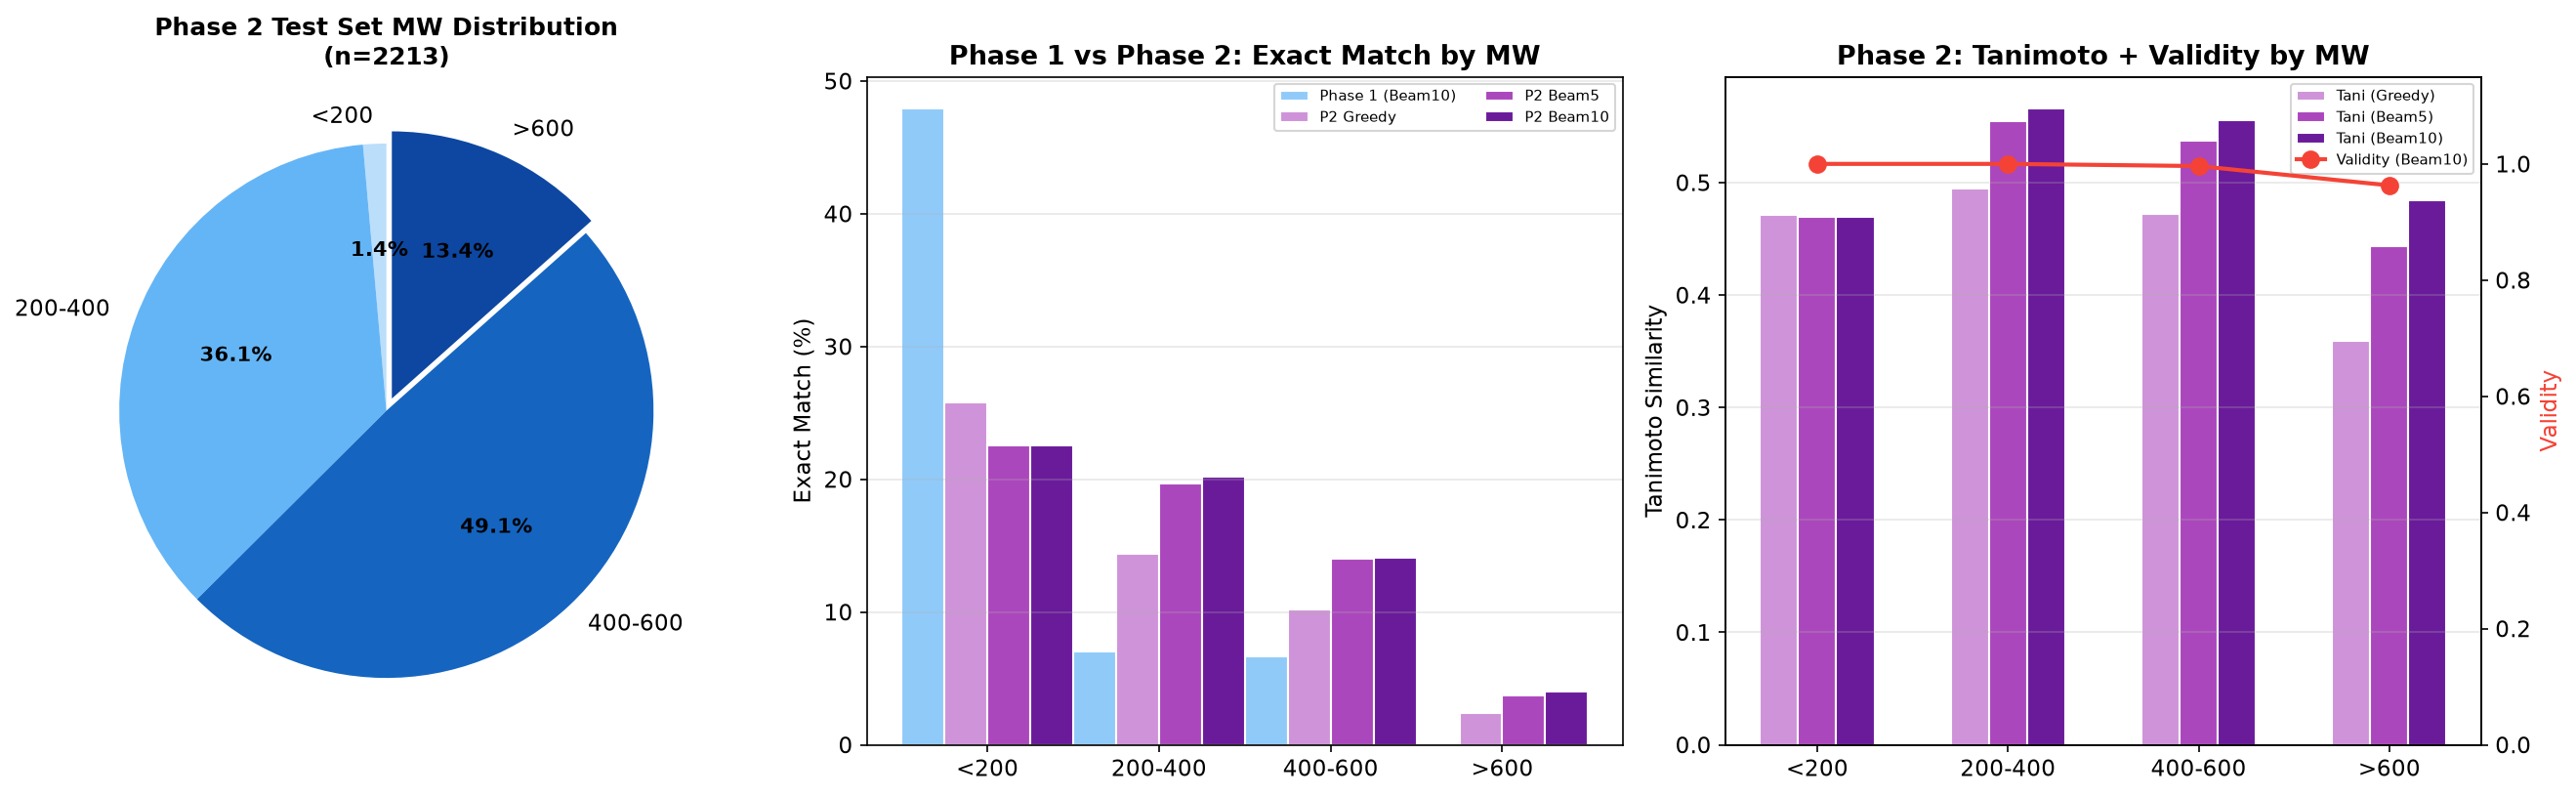 Phase 2 Test Set MW Distribution
(n=2213)
<200
>600
200-400
400-600
1.4%
13.4%
36.1%
49.1%
Phase 1 vs Phase 2: Exact Match by MW
Exact Match (%)
50
40
30
20
10
0
Phase 1 (Beam10)
P2 Greedy
P2 Beam5
P2 Beam10
<200
200-400
400-600
>600
Phase 2: Tanimoto + Validity by MW
Tanimoto Similarity
0.5
0.4
0.3
0.2
0.1
0.0
Tani (Greedy)
Tani (Beam5)
Tani (Beam10)
Validity (Beam10)
1.0
0.8
0.6
0.4
0.2
0.0
Validity
<200
200-400
400-600
>600